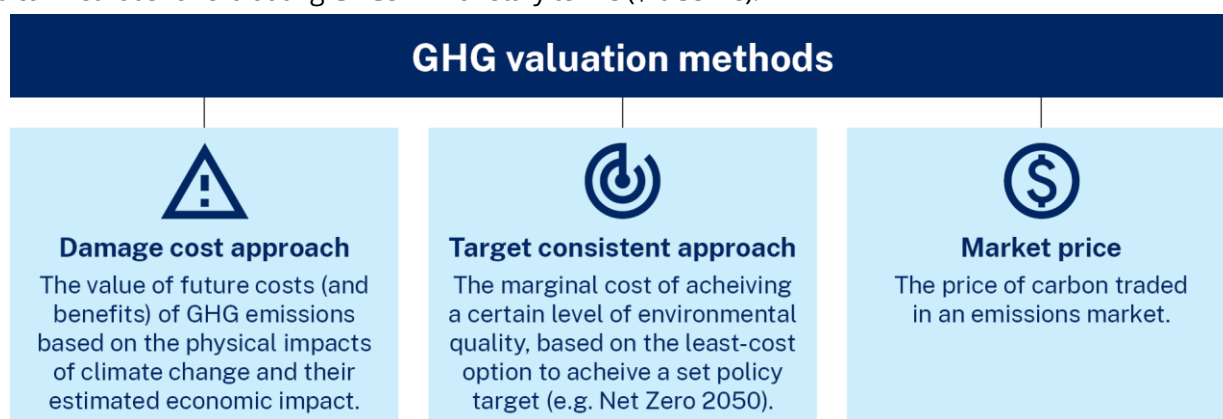 GHG valuation methods
Damage cost approach
The value of future costs (and
benefits) of GHG emissions
based on the physical impacts
of climate change and their
estimated economic impact.
Target consistent approach
The marginal cost of acheiving
a certain level of environmental
quality, based on the least-cost
option to acheive a set policy
target (e.g. Net Zero 2050).
Market price
The price of carbon traded
in an emissions market.